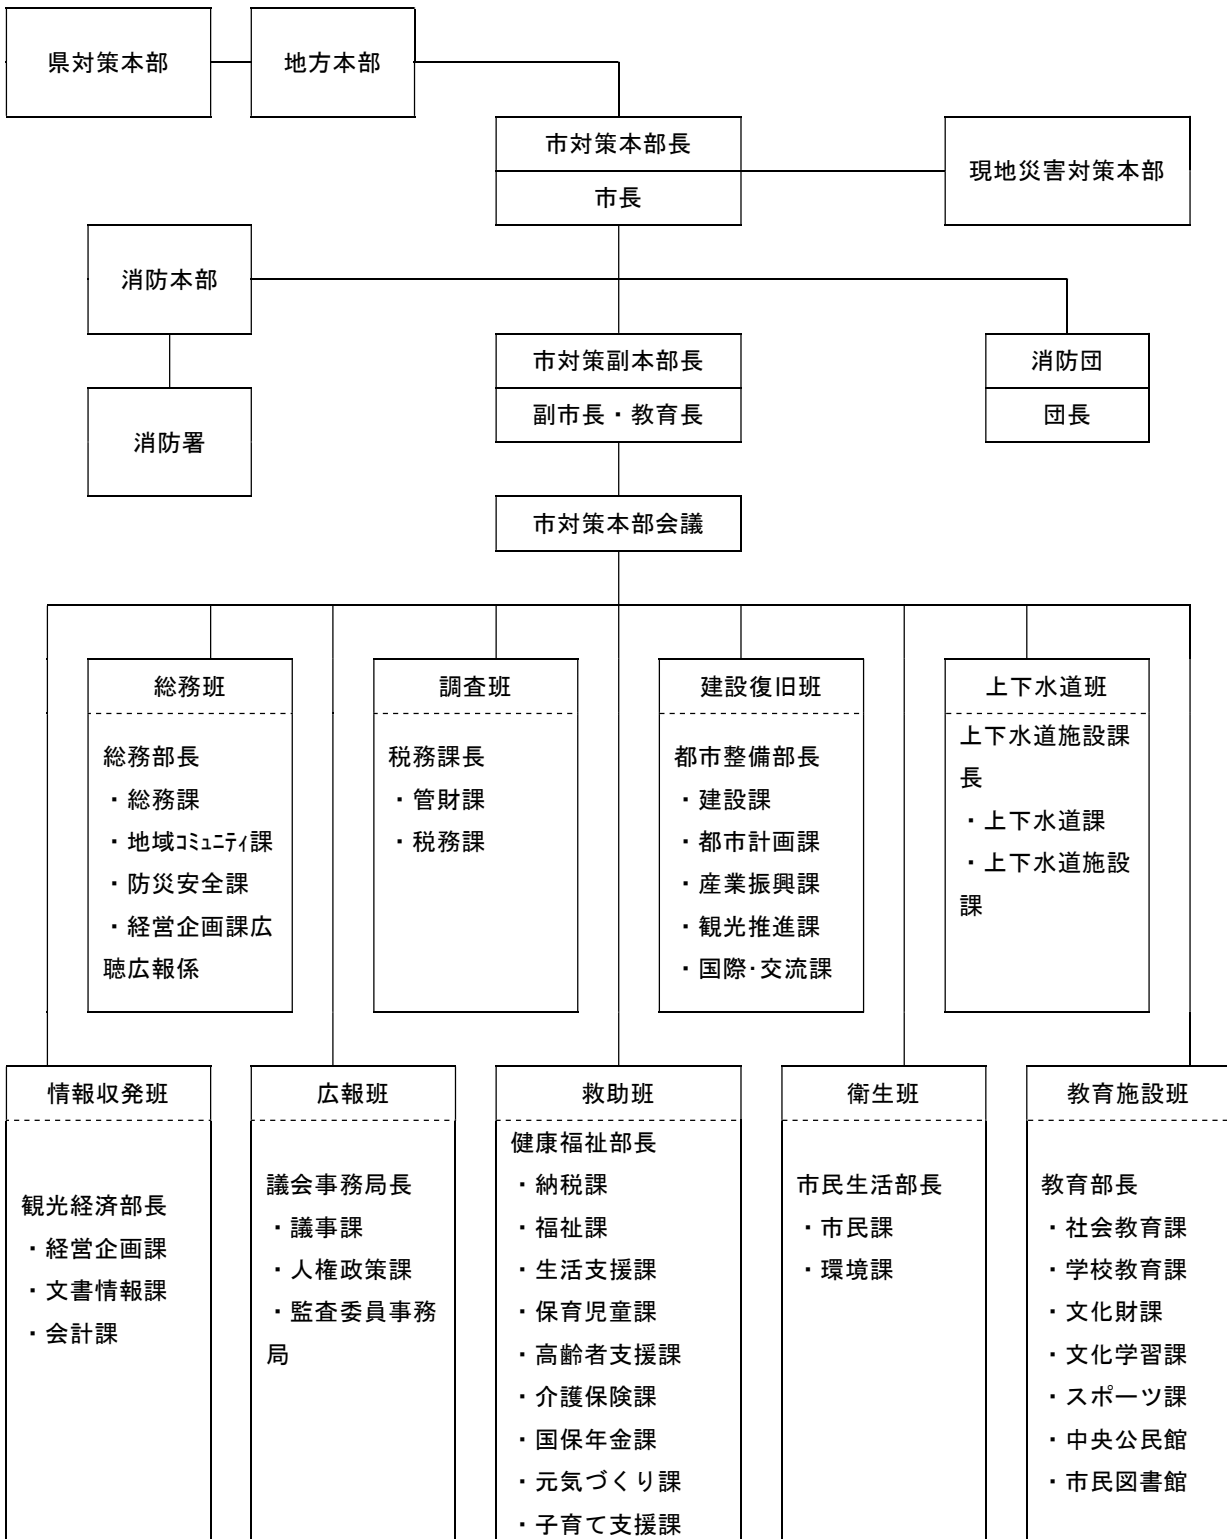 県対策本部
地方本部
市対策本部長
市長
現地災害対策本部
消防本部
消防署
市対策副本部長
副市長・教育長
消防団
団長
市対策本部会議
総務班
総務部長
・総務課
・地域ｺﾐｭﾆﾃｨ課
・防災安全課
・経営企画課広
聴広報係
調査班
税務課長
・管財課
・税務課
建設復旧班
都市整備部長
・建設課
・都市計画課
・産業振興課
・観光推進課
・国際･交流課
上下水道班
上下水道施設課
長
・上下水道課
・上下水道施設
課
情報収発班
観光経済部長
・経営企画課
・文書情報課
・会計課
広報班
議会事務局長
・議事課
・人権政策課
・監査委員事務
局
救助班
健康福祉部長
・納税課
・福祉課
・生活支援課
・保育児童課
・高齢者支援課
・介護保険課
・国保年金課
・元気づくり課
・子育て支援課
衛生班
市民生活部長
・市民課
・環境課
教育施設班
教育部長
・社会教育課
・学校教育課
・文化財課
・文化学習課
・スポーツ課
・中央公民館
・市民図書館